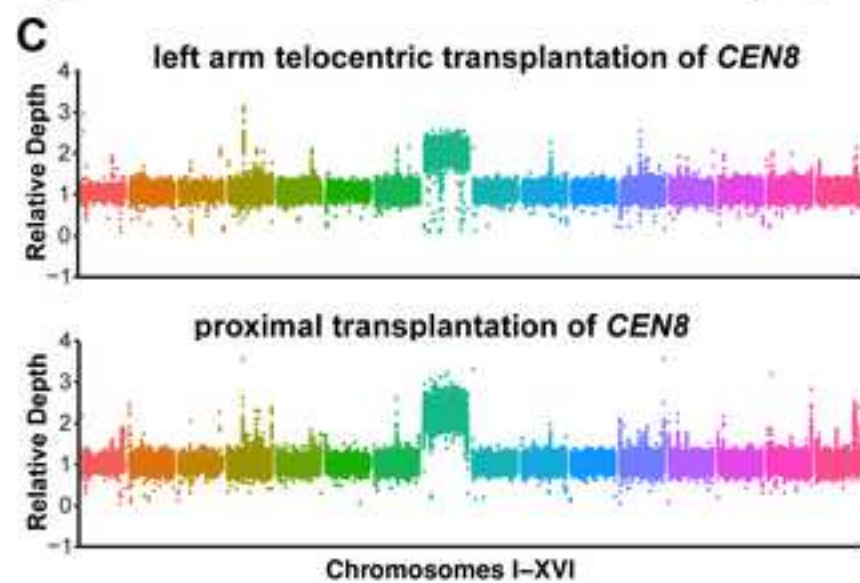 C
left arm telocentric transplantation of CEN8
Relative Depth
4
3
2
1
0
−1
proximal transplantation of CEN8
Relative Depth
4
3
2
1
0
−1
Chromosomes I–XVI